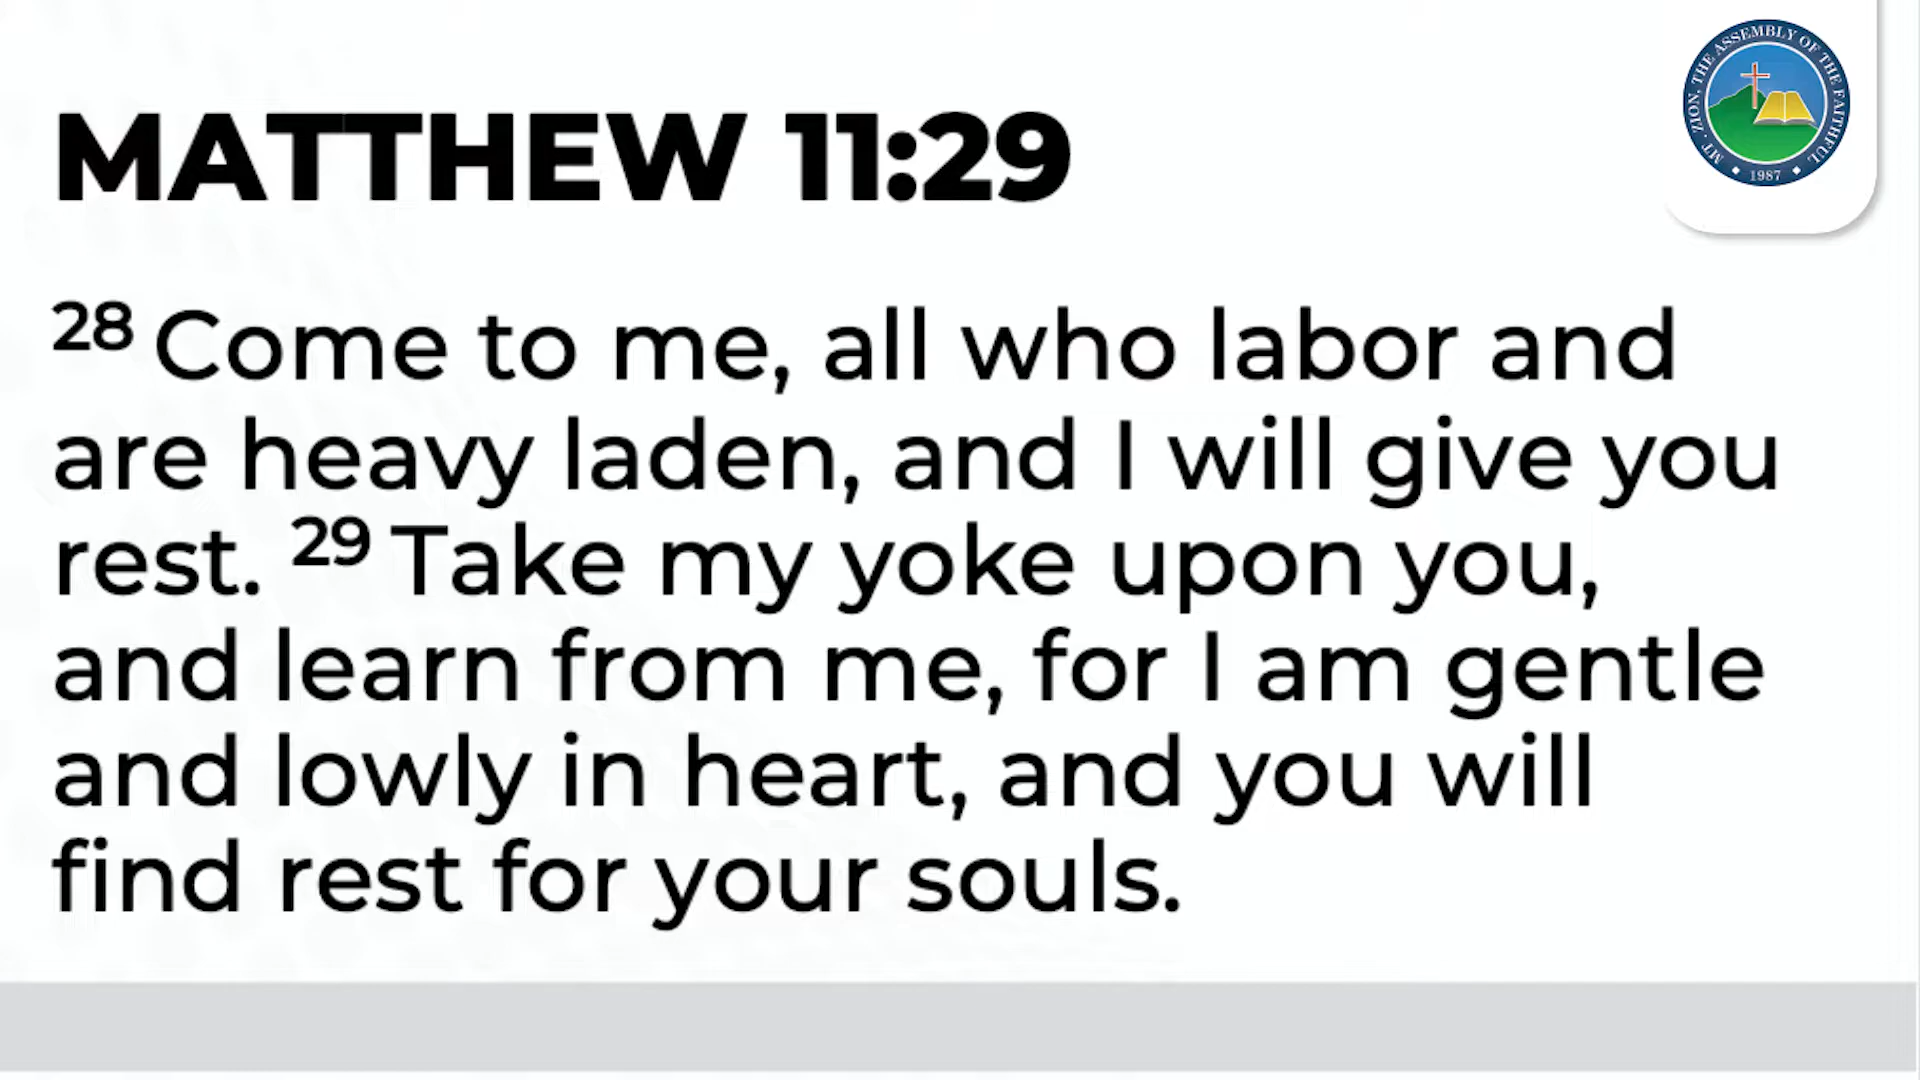 MT. ZION, THE ASSEMBLY OF THE FAITHFUL
1987
MATTHEW 11:29
28 Come to me, all who labor and
are heavy laden, and I will give you
rest. 29 Take my yoke upon you,
and learn from me, for I am gentle
and lowly in heart, and you will
find rest for your souls.